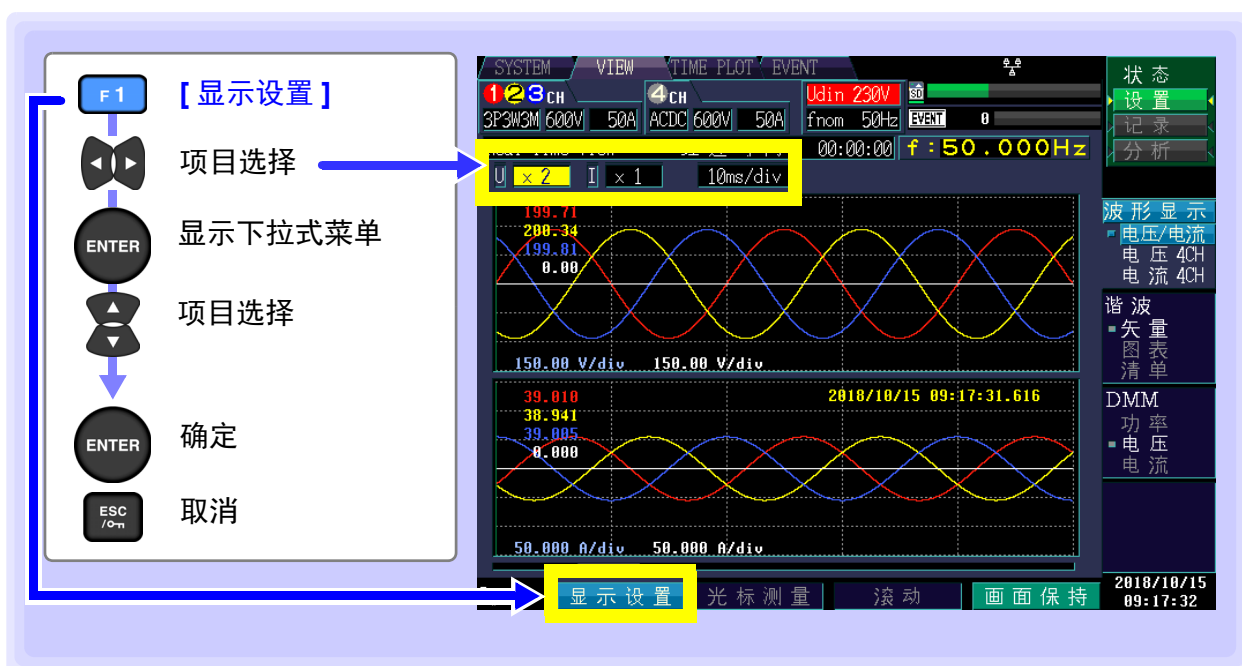 F1 [ 显示设置 ]
项目选择
ENTER 显示下拉式菜单
项目选择
ENTER 确定
ESC
取消
SYSTEM VIEW TIME PLOT EVENT
1 2 3 CH 4 CH Udin 230V SD
3P3W3M 600V 50A ACDC 600V 50A fnom 50Hz EVENT 0
00:00:00 f:50.000Hz
U × 2 I × 1 10ms/div
199.71
200.34
199.81
0.00
150.00 V/div 150.00 V/div
39.010 2018/10/15 09:17:31.616
38.941
39.005
0.000
50.000 A/div 50.000 A/div
显示设置 光标测量 滚动 画面保持
状态
设置
记录
分析
波形显示
电压/电流
电压 4CH
电流 4CH
谐波
矢量
图表
清单
DMM
功率
电压
电流
2018/10/15
09:17:32